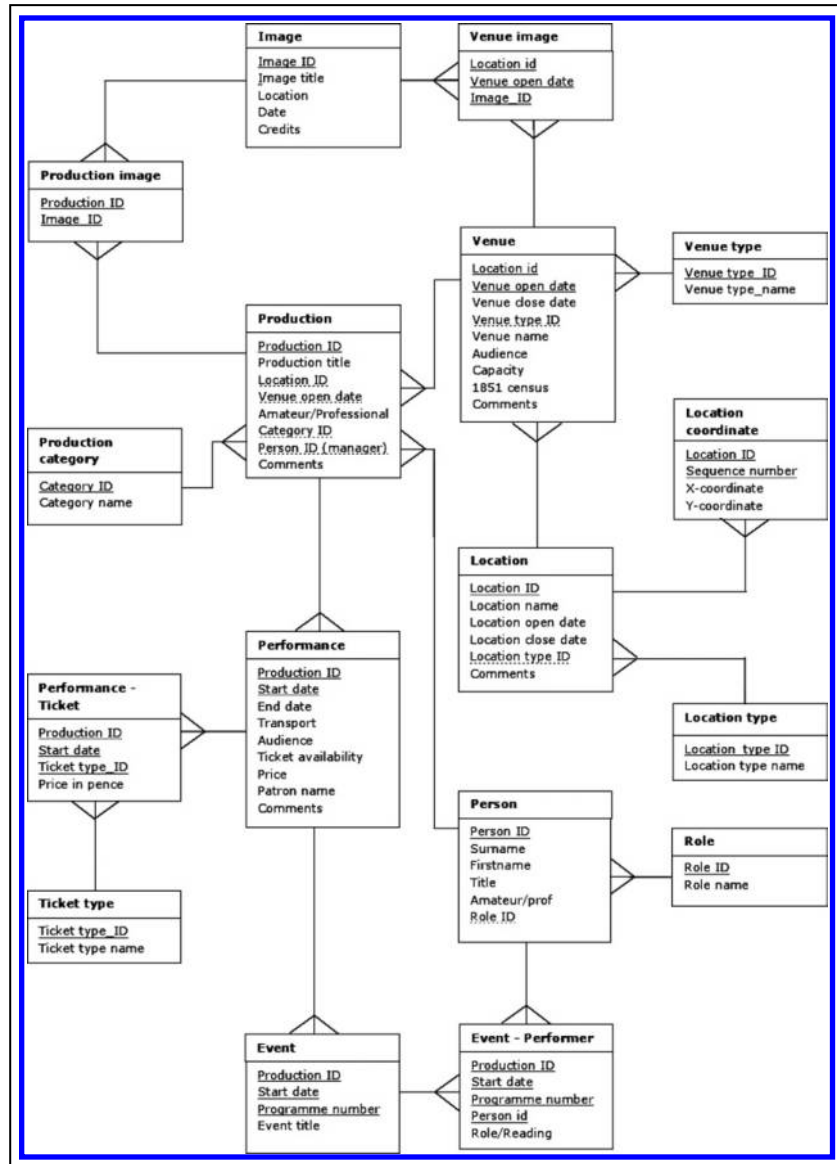 Image
Image ID
Image title
Location
Date
Credits
Venue image
Location id
Venue open date
Image_ID
Production image
Production ID
Image_ID
Venue
Location id
Venue open date
Venue close date
Venue type ID
Venue name
Audience
Capacity
1851 census
Comments
Venue type
Venue type_ID
Venue type_name
Production
Production ID
Production title
Location ID
Venue open date
Amateur/Professional
Category ID
Person ID (manager)
Comments
Production
category
Category ID
Category name
Location
coordinate
Location ID
Sequence number
X-coordinate
Y-coordinate
Location
Location ID
Location name
Location open date
Location close date
Location type ID
Comments
Location type
Location_type ID
Location type name
Performance
Production ID
Start date
End date
Transport
Audience
Ticket availability
Price
Patron name
Comments
Performance -
Ticket
Production ID
Start date
Ticket type_ID
Price in pence
Ticket type
Ticket type_ID
Ticket type name
Person
Person ID
Surname
Firstname
Title
Amateur/prof
Role ID
Role
Role ID
Role name
Event
Production ID
Start date
Programme number
Event title
Event - Performer
Production ID
Start date
Programme number
Person id
Role/Reading